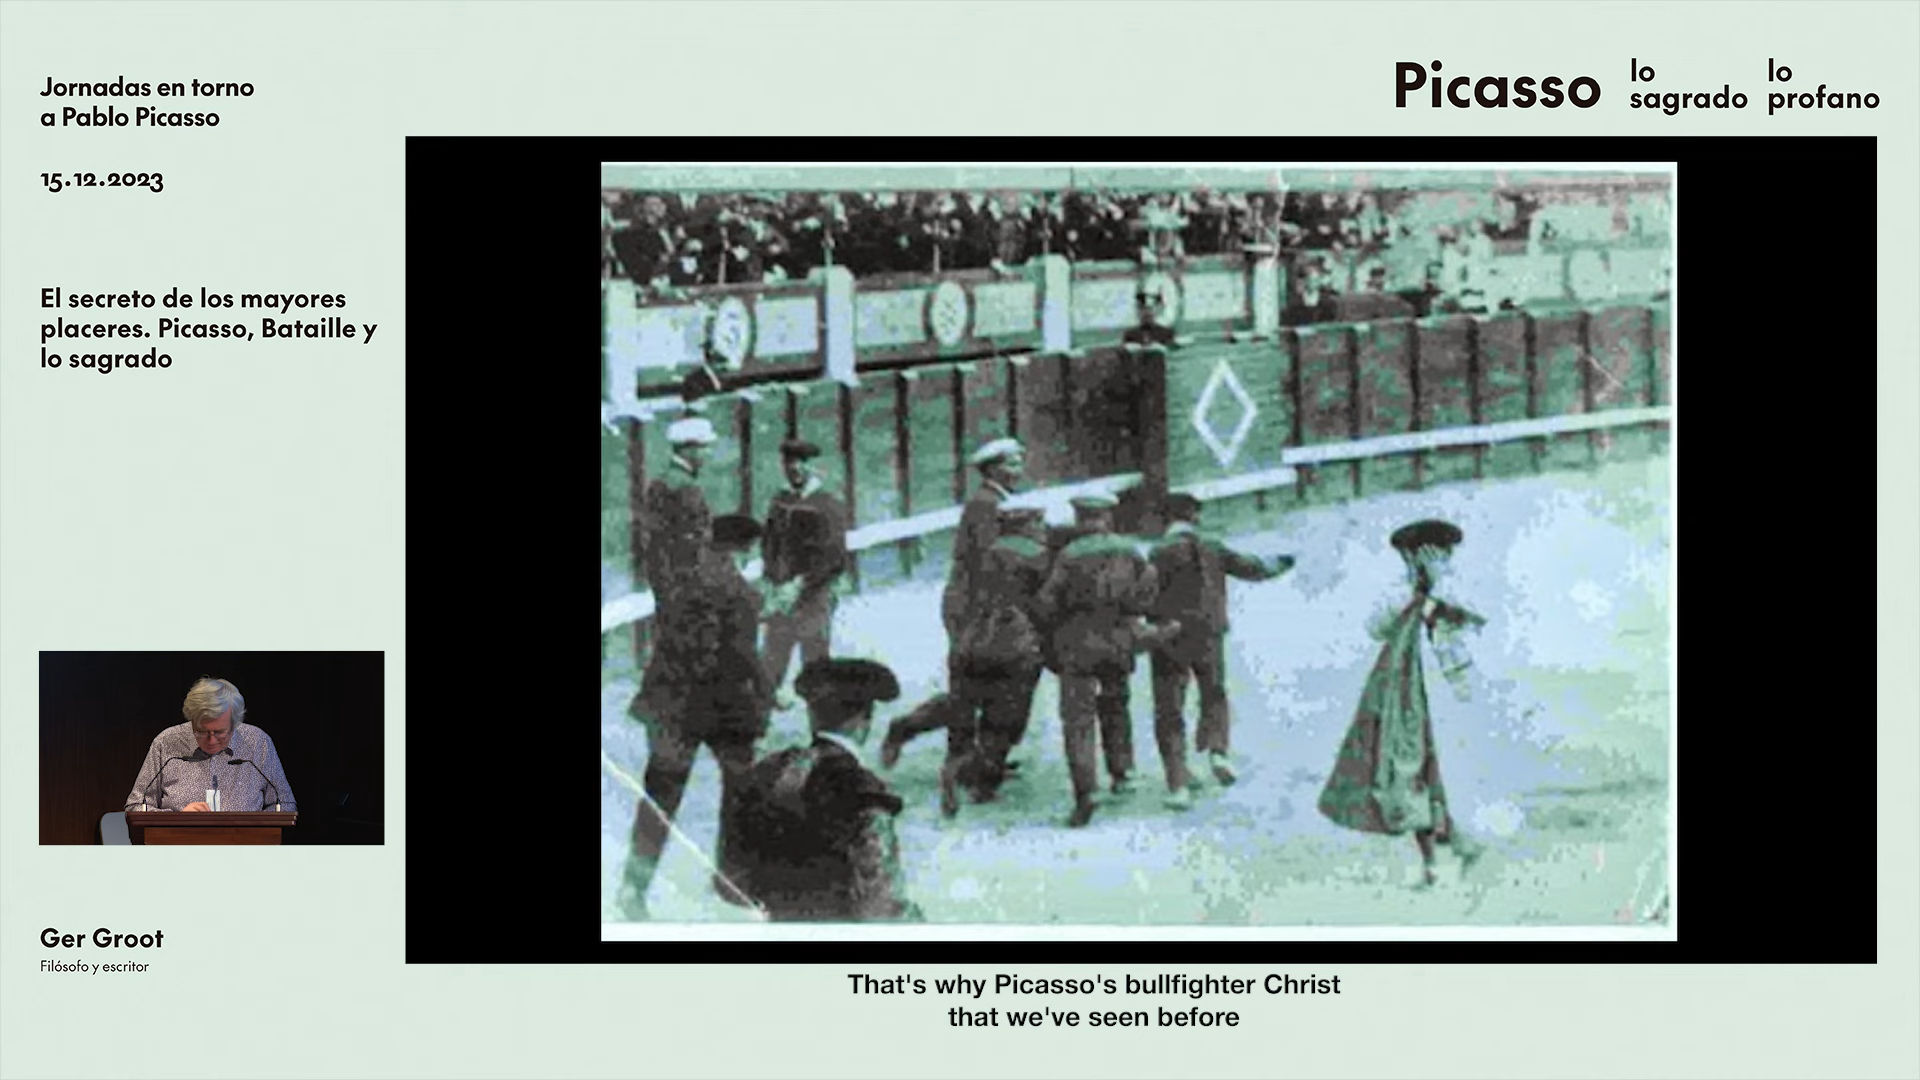 Jornadas en torno
a Pablo Picasso
15.12.2023
El secreto de los mayores
placeres. Picasso, Bataille y
lo sagrado
Ger Groot
Filósofo y escritor
Picasso
lo
sagrado
lo
profano
That's why Picasso's bullfighter Christ
that we've seen before